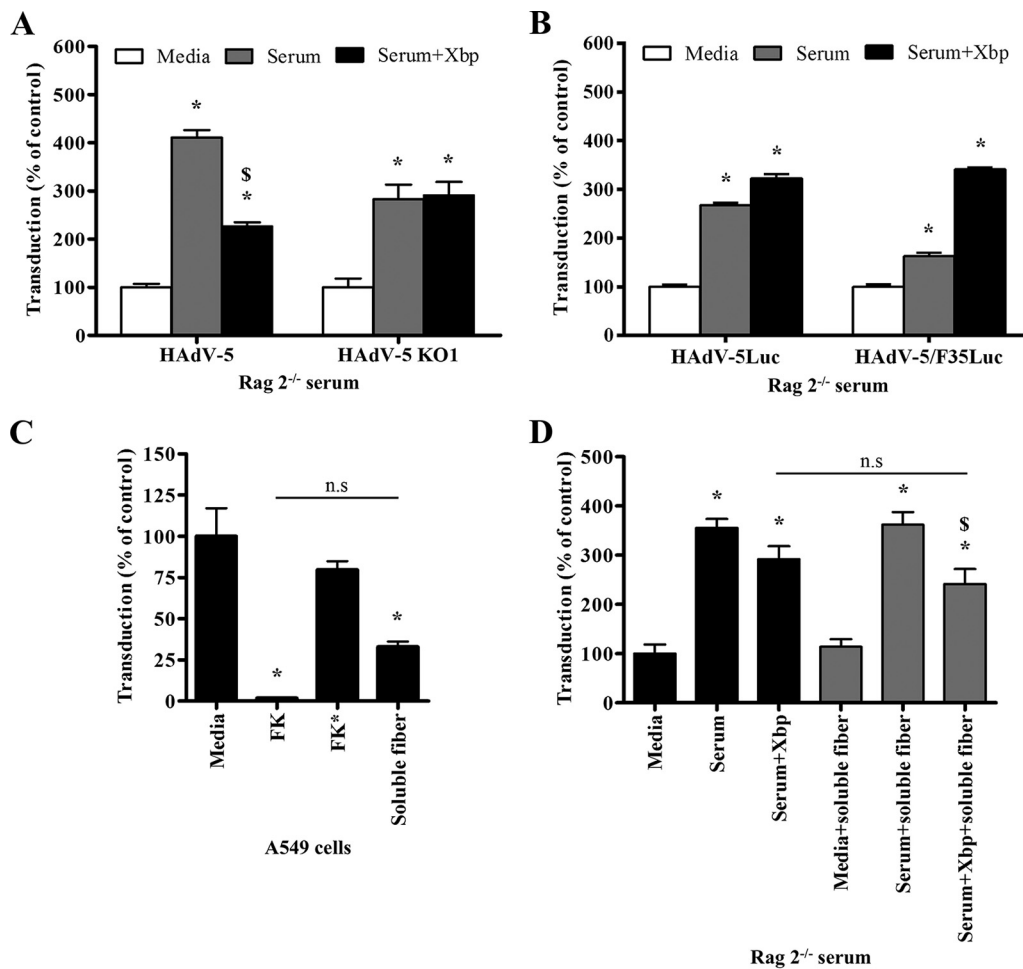 A
Transduction (% of control)
600
500
400
300
200
100
0
Media
Serum
Serum+Xbp
*
$
*
*
*
HAdV-5
HAdV-5 KO1
Rag 2-/- serum
B
Transduction (% of control)
600
500
400
300
200
100
0
Media
Serum
Serum+Xbp
*
*
*
*
HAdV-5Luc
HAdV-5/F35Luc
Rag 2-/- serum
C
Transduction (% of control)
150
125
100
75
50
25
0
n.s
*
*
Media
FK
FK*
Soluble fiber
A549 cells
D
Transduction (% of control)
500
400
300
200
100
0
n.s
*
*
*
$
*
Media
Serum
Serum+Xbp
Media+soluble fiber
Serum+soluble fiber
Serum+Xbp+soluble fiber
Rag 2-/- serum